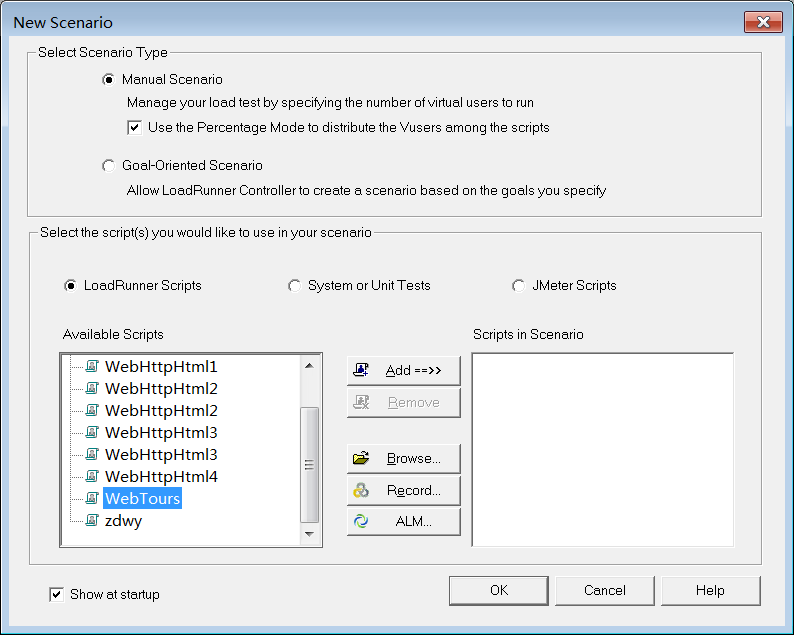 New Scenario
Select Scenario Type
Manual Scenario
Manage your load test by specifying the number of virtual users to run
Use the Percentage Mode to distribute the Vusers among the scripts
Goal-Oriented Scenario
Allow LoadRunner Controller to create a scenario based on the goals you specify
Select the script(s) you would like to use in your scenario
LoadRunner Scripts
System or Unit Tests
JMeter Scripts
Available Scripts
WebHttpHtml1
WebHttpHtml2
WebHttpHtml2
WebHttpHtml3
WebHttpHtml3
WebHttpHtml4
WebTours
zdwy
Add ==>>
Remove
Browse...
Record...
ALM...
Scripts in Scenario
Show at startup
OK
Cancel
Help